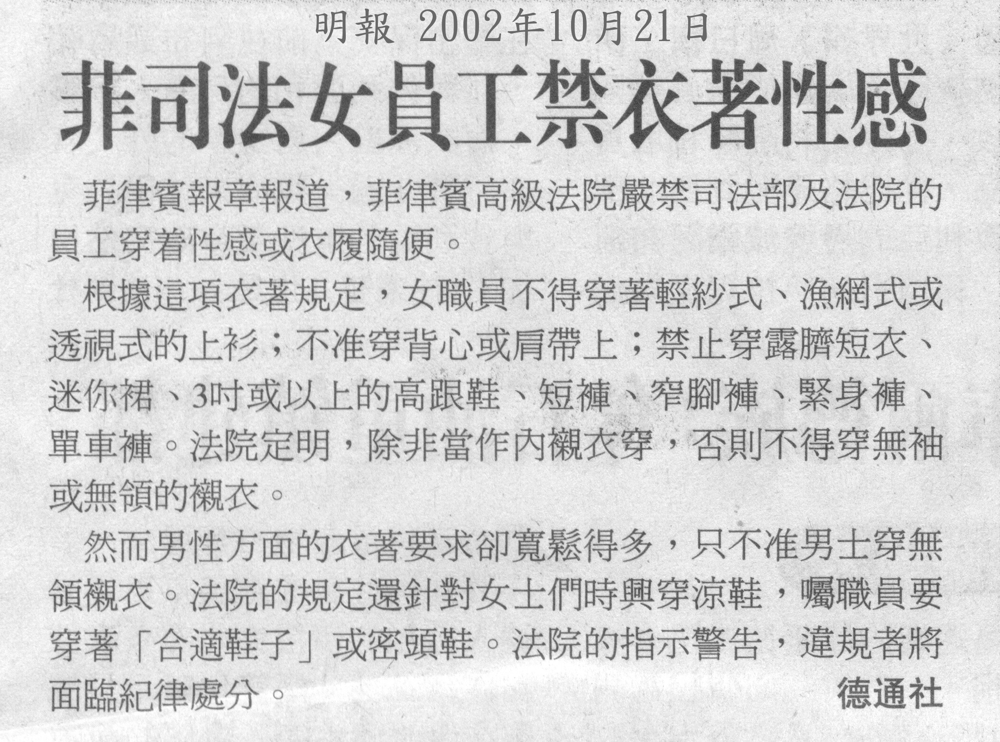 明報 2002年10月21日
菲司法女員工禁衣著性感
菲律賓報章報道，菲律賓高級法院嚴禁司法部及法院的
員工穿着性感或衣履隨便。
根據這項衣著規定，女職員不得穿著輕紗式、漁網式或
透視式的上衫；不准穿背心或肩帶上；禁止穿露臍短衣、
迷你裙、3吋或以上的高跟鞋、短褲、窄腳褲、緊身褲、
單車褲。法院定明，除非當作內襯衣穿，否則不得穿無袖
或無領的襯衣。
然而男性方面的衣著要求卻寬鬆得多，只不准男士穿無
領襯衣。法院的規定還針對女士們時興穿涼鞋，囑職員要
穿著「合適鞋子」或密頭鞋。法院的指示警告，違規者將
面臨紀律處分。 德通社